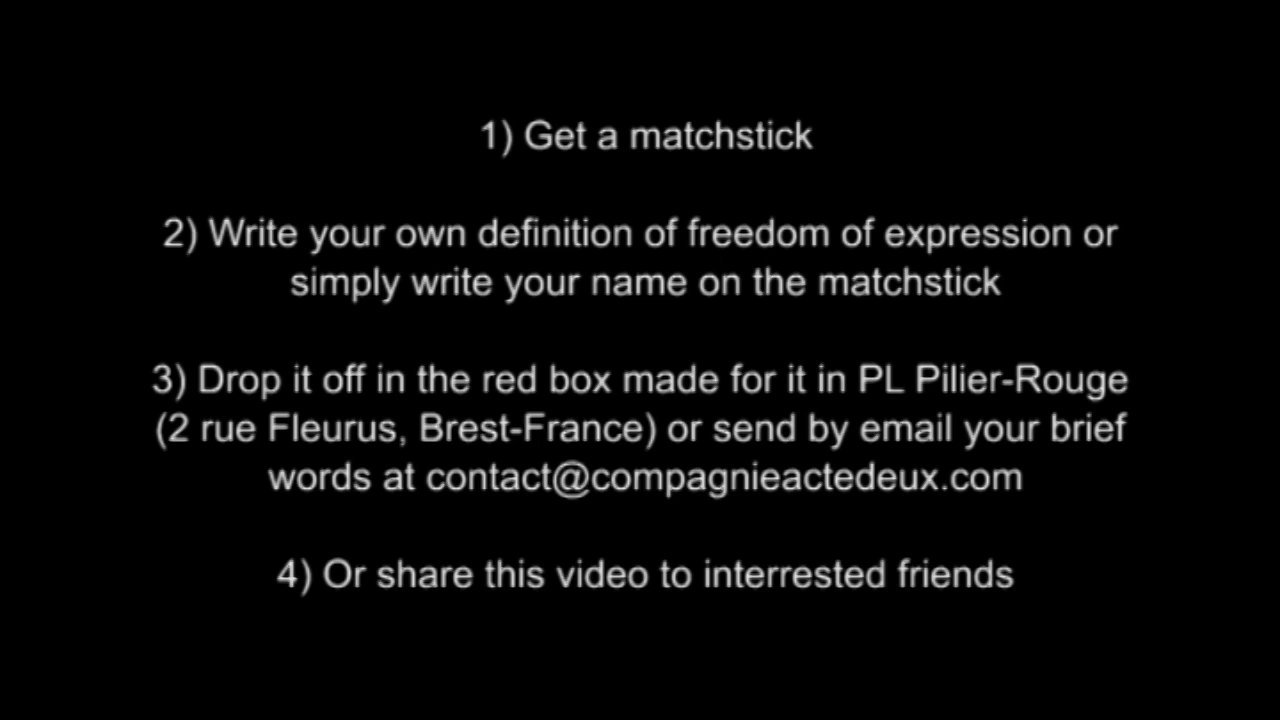 1) Get a matchstick
2) Write your own definition of freedom of expression or
simply write your name on the matchstick
3) Drop it off in the red box made for it in PL Pilier-Rouge
(2 rue Fleurus, Brest-France) or send by email your brief
words at contact@compagnieactedeux.com
4) Or share this video to interrested friends